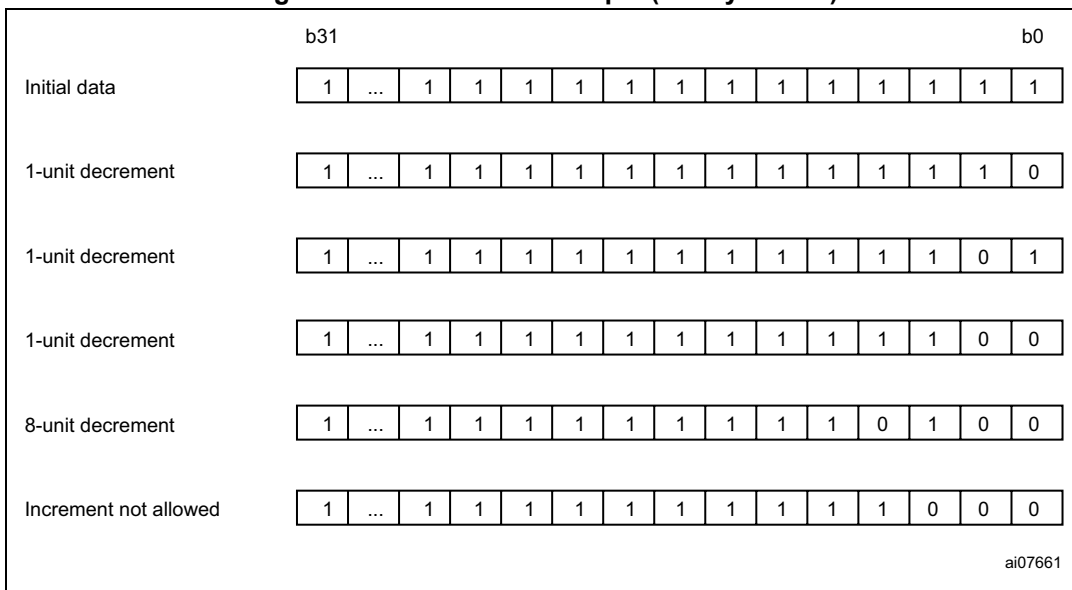 b31 b0
Initial data 1 ... 1 1 1 1 1 1 1 1 1 1 1 1 1
1-unit decrement 1 ... 1 1 1 1 1 1 1 1 1 1 1 1 0
1-unit decrement 1 ... 1 1 1 1 1 1 1 1 1 1 1 0 1
1-unit decrement 1 ... 1 1 1 1 1 1 1 1 1 1 1 0 0
8-unit decrement 1 ... 1 1 1 1 1 1 1 1 1 0 1 0 0
Increment not allowed 1 ... 1 1 1 1 1 1 1 1 1 1 0 0 0
ai07661